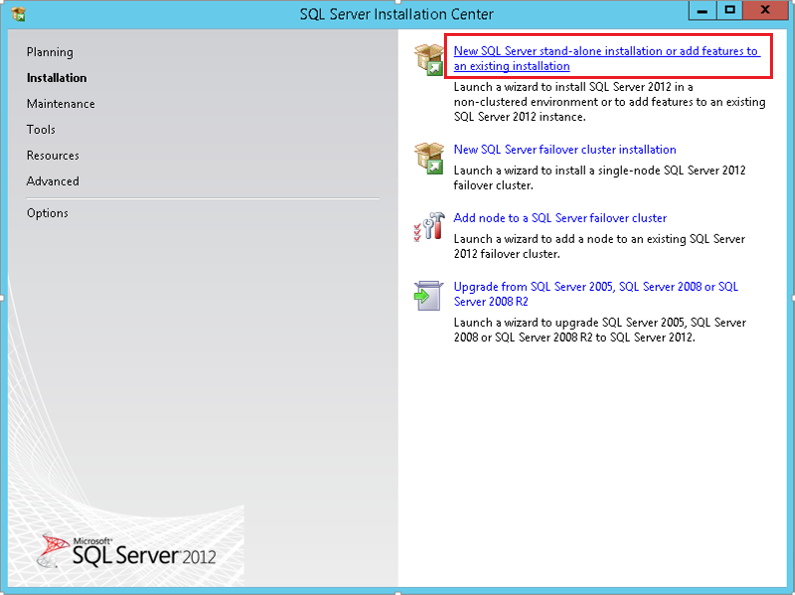 SQL Server Installation Center
Planning
Installation
Maintenance
Tools
Resources
Advanced
Options
New SQL Server stand-alone installation or add features to
an existing installation
Launch a wizard to install SQL Server 2012 in a
non-clustered environment or to add features to an existing
SQL Server 2012 instance.
New SQL Server failover cluster installation
Launch a wizard to install a single-node SQL Server 2012
failover cluster.
Add node to a SQL Server failover cluster
Launch a wizard to add a node to an existing SQL Server
2012 failover cluster.
Upgrade from SQL Server 2005, SQL Server 2008 or SQL
Server 2008 R2
Launch a wizard to upgrade SQL Server 2005, SQL Server
2008 or SQL Server 2008 R2 to SQL Server 2012.
Microsoft®
SQL Server 2012